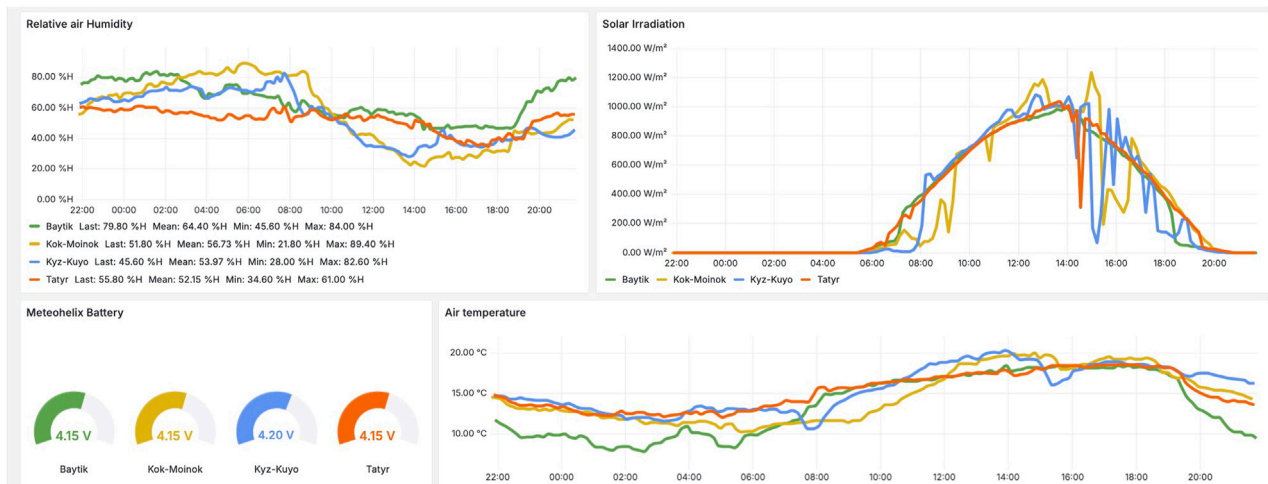 Relative air Humidity
80.00 %H
60.00 %H
40.00 %H
20.00 %H
0.00 %H
22:00 00:00 02:00 04:00 06:00 08:00 10:00 12:00 14:00 16:00 18:00 20:00
Baytik Last: 79.80 %H Mean: 64.40 %H Min: 45.60 %H Max: 84.00 %H
Kok-Moinok Last: 51.80 %H Mean: 56.73 %H Min: 21.80 %H Max: 89.40 %H
Kyz-Kuyo Last: 45.60 %H Mean: 53.97 %H Min: 28.00 %H Max: 82.60 %H
Tatyr Last: 55.80 %H Mean: 52.15 %H Min: 34.60 %H Max: 61.00 %H
Solar Irradiation
1400.00 W/m²
1200.00 W/m²
1000.00 W/m²
800.00 W/m²
600.00 W/m²
400.00 W/m²
200.00 W/m²
0.00 W/m²
22:00 00:00 02:00 04:00 06:00 08:00 10:00 12:00 14:00 16:00 18:00 20:00
Baytik Kok-Moinok Kyz-Kuyo Tatyr
Meteohelix Battery
4.15 V 4.15 V 4.20 V 4.15 V
Baytik Kok-Moinok Kyz-Kuyo Tatyr
Air temperature
20.00 °C
15.00 °C
10.00 °C
22:00 00:00 02:00 04:00 06:00 08:00 10:00 12:00 14:00 16:00 18:00 20:00